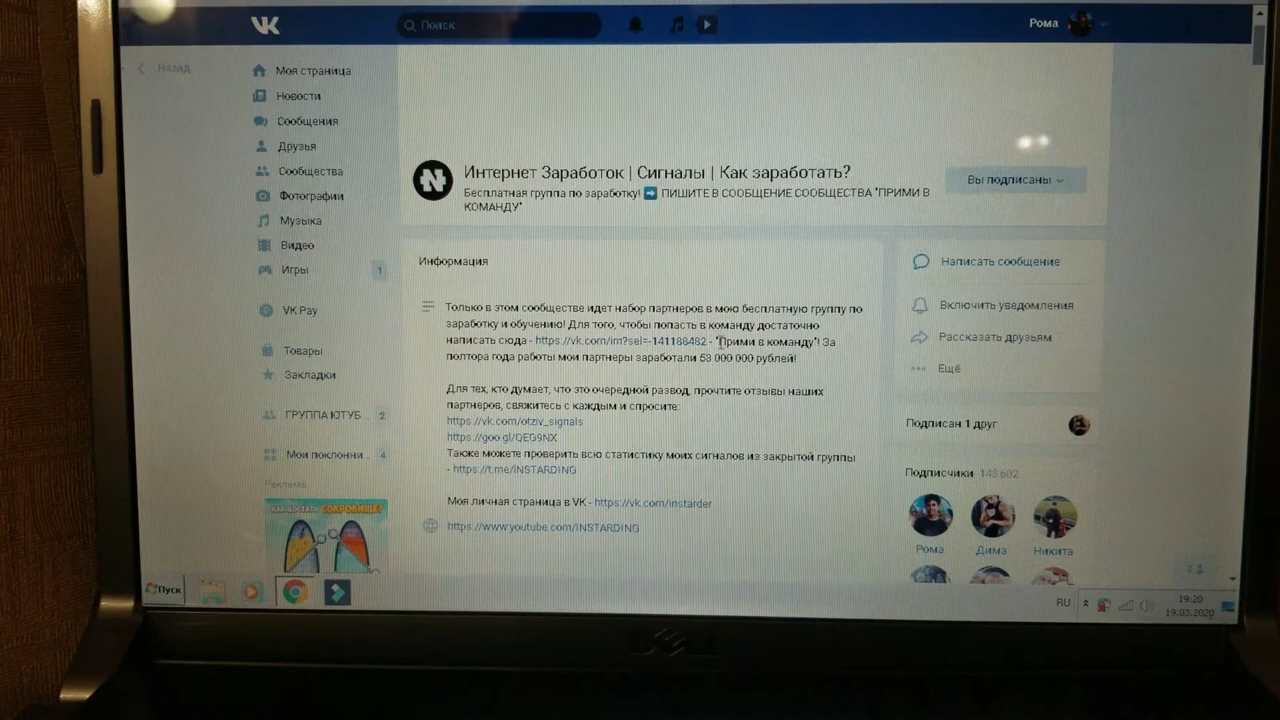 VK
Поиск
Рома
Назад
Моя страница
Новости
Сообщения
Друзья
Сообщества
Фотографии
Музыка
Видео
Игры 1
VK Pay
Товары
Закладки
ГРУППА ЮТУБ ... 2
Мои поклонни... 4
Реклама
КАК ДОСТАТЬ СОКРОВИЩЕ?
Интернет Заработок | Сигналы | Как заработать?
Бесплатная группа по заработку! ➡ ПИШИТЕ В СООБЩЕНИЕ СООБЩЕСТВА "ПРИМИ В
КОМАНДУ"
Вы подписаны
Информация
Только в этом сообществе идет набор партнеров в мою бесплатную группу по
заработку и обучению! Для того, чтобы попасть в команду достаточно
написать сюда - https://vk.com/im?sel=-141188482 - "Прими в команду"! За
полтора года работы мои партнеры заработали 53 000 000 рублей!
Для тех, кто думает, что это очередной развод, прочтите отзывы наших
партнеров, свяжитесь с каждым и спросите:
https://vk.com/otziv_signals
https://goo.gl/QEG9NX
Также можете проверить всю статистику моих сигналов из закрытой группы
- https://t.me/INSTARDING
Моя личная страница в VK - https://vk.com/instarder
https://www.youtube.com/INSTARDING
Написать сообщение
Включить уведомления
Рассказать друзьям
Ещё
Подписан 1 друг
Подписчики 143 602
Рома
Дима
Никита
Пуск
RU
19:20
19.03.2020
DELL